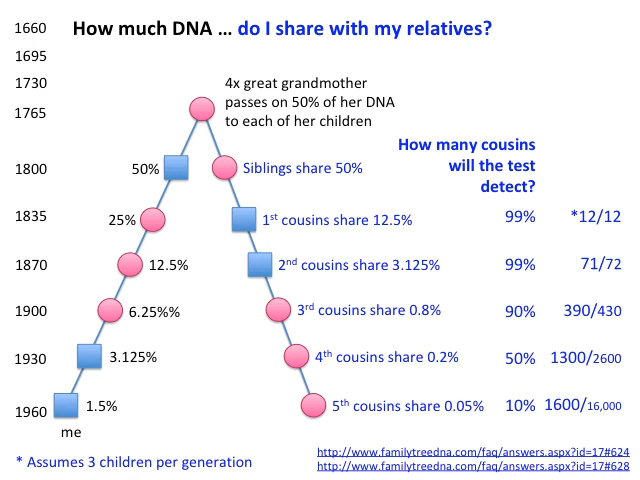 1660
How much DNA ... do I share with my relatives?
1695
1730
4x great grandmother
passes on 50% of her DNA
to each of her children
1765
How many cousins
will the test
detect?
1800
50%
Siblings share 50%
1835
25%
1st cousins share 12.5%
99%
*12/12
1870
12.5%
2nd cousins share 3.125%
99%
71/72
1900
6.25%%
3rd cousins share 0.8%
90%
390/430
1930
3.125%
4th cousins share 0.2%
50%
1300/2600
1960
1.5%
5th cousins share 0.05%
10%
1600/16,000
me
* Assumes 3 children per generation
http://www.familytreedna.com/faq/answers.aspx?id=17#624
http://www.familytreedna.com/faq/answers.aspx?id=17#628